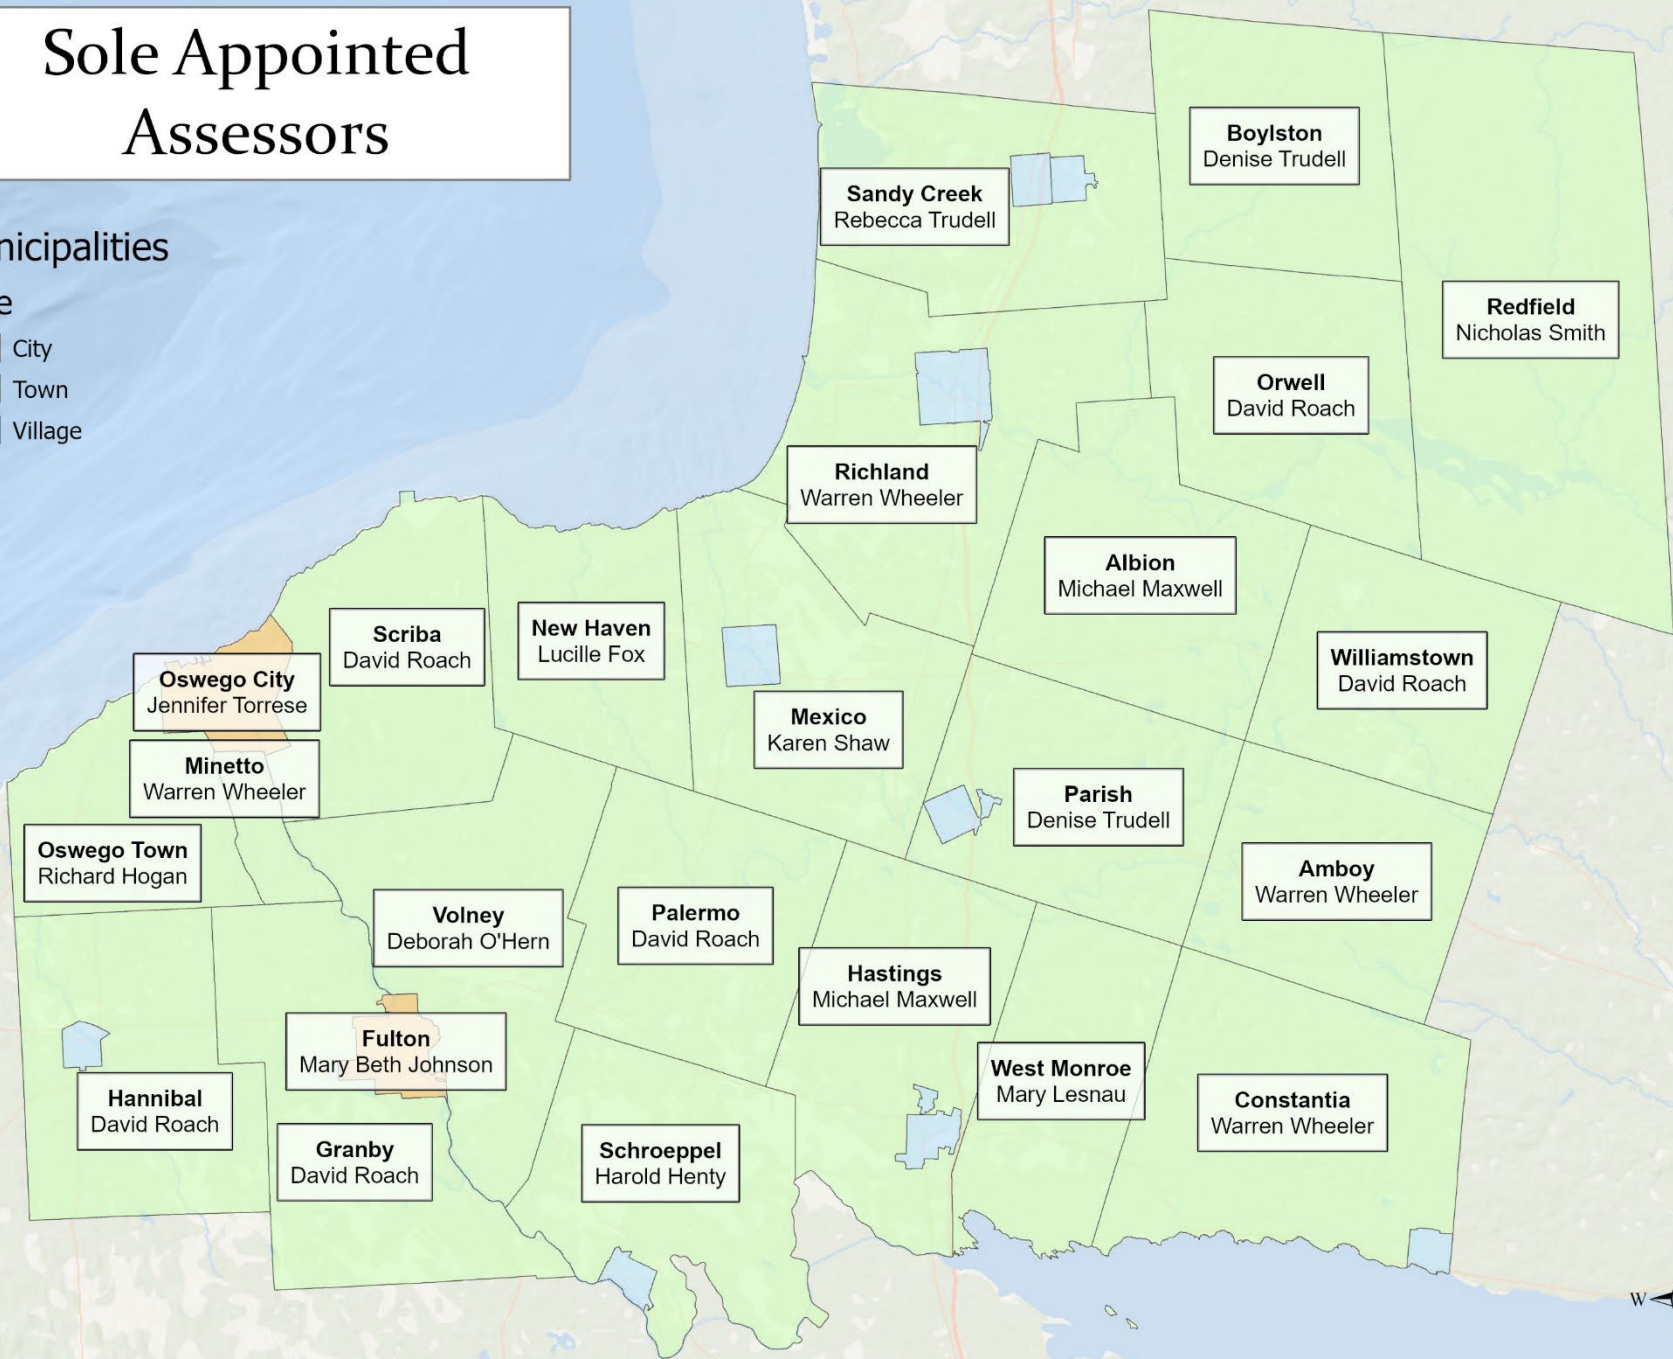 Sole Appointed
Assessors
nicipalities
e
City
Town
Village
Boylston
Denise Trudell
Sandy Creek
Rebecca Trudell
Redfield
Nicholas Smith
Orwell
David Roach
Richland
Warren Wheeler
Albion
Michael Maxwell
Scriba
David Roach
New Haven
Lucille Fox
Williamstown
David Roach
Oswego City
Jennifer Torrese
Mexico
Karen Shaw
Minetto
Warren Wheeler
Parish
Denise Trudell
Oswego Town
Richard Hogan
Amboy
Warren Wheeler
Volney
Deborah O'Hern
Palermo
David Roach
Hastings
Michael Maxwell
Fulton
Mary Beth Johnson
West Monroe
Mary Lesnau
Hannibal
David Roach
Constantia
Warren Wheeler
Granby
David Roach
Schroeppel
Harold Henty
W